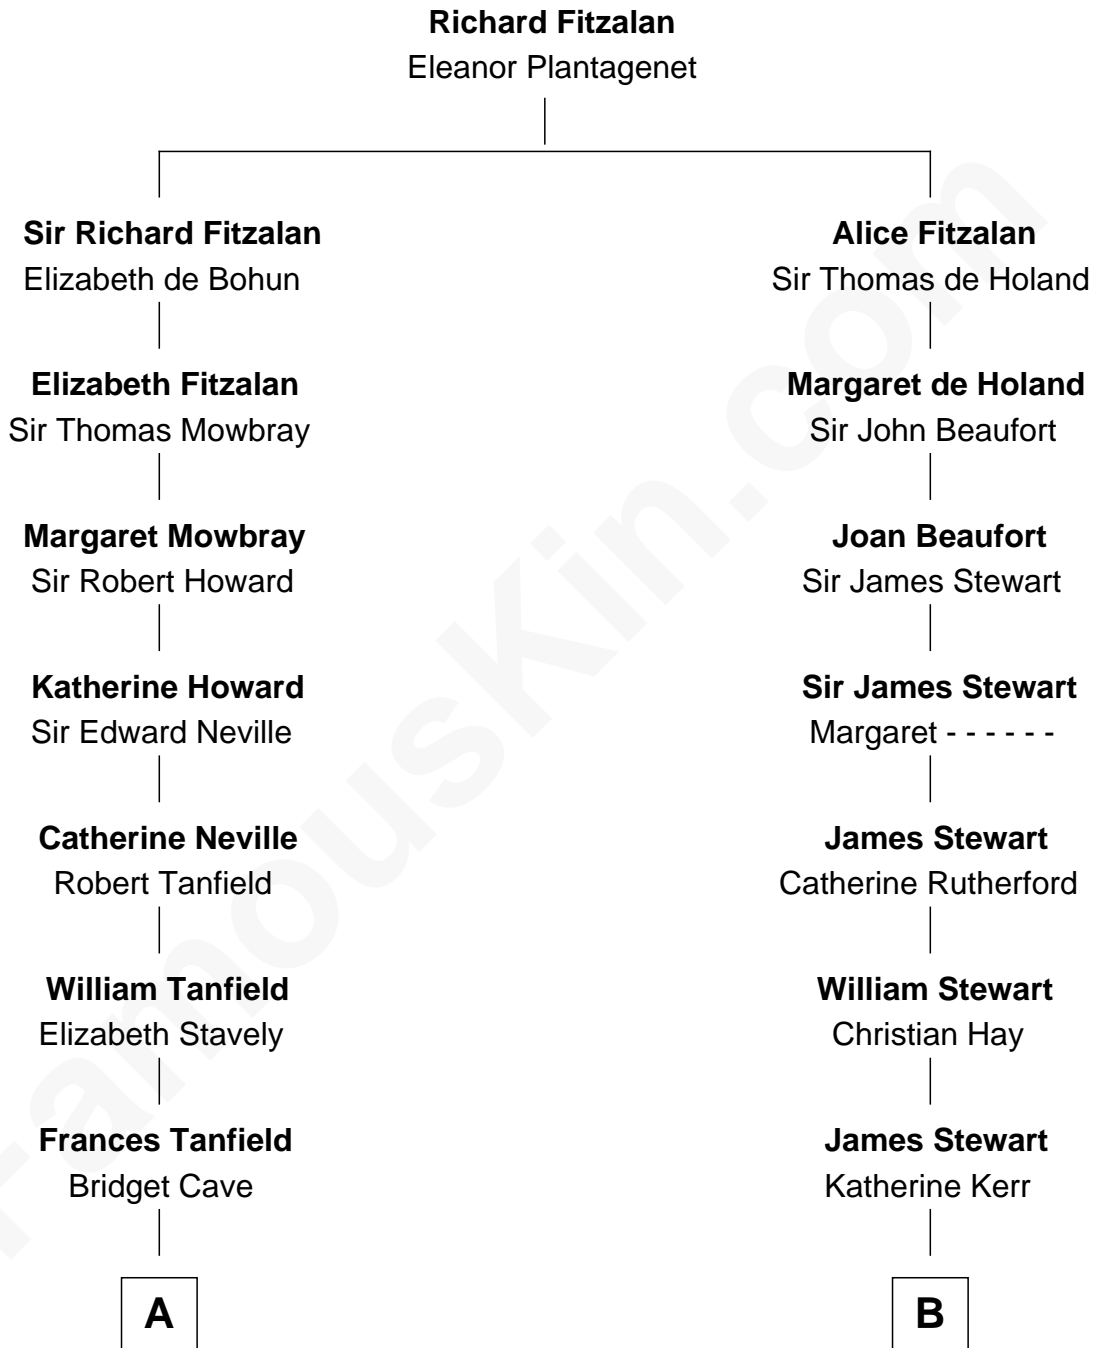 Richard Fitzalan
Eleanor Plantagenet
Sir Richard Fitzalan
Elizabeth de Bohun
Alice Fitzalan
Sir Thomas de Holand
Elizabeth Fitzalan
Sir Thomas Mowbray
Margaret de Holand
Sir John Beaufort
Margaret Mowbray
Sir Robert Howard
Joan Beaufort
Sir James Stewart
Katherine Howard
Sir Edward Neville
Sir James Stewart
Margaret - - - - - -
Catherine Neville
Robert Tanfield
James Stewart
Catherine Rutherford
William Tanfield
Elizabeth Stavely
William Stewart
Christian Hay
Frances Tanfield
Bridget Cave
James Stewart
Katherine Kerr
A
B
FamousKin.com